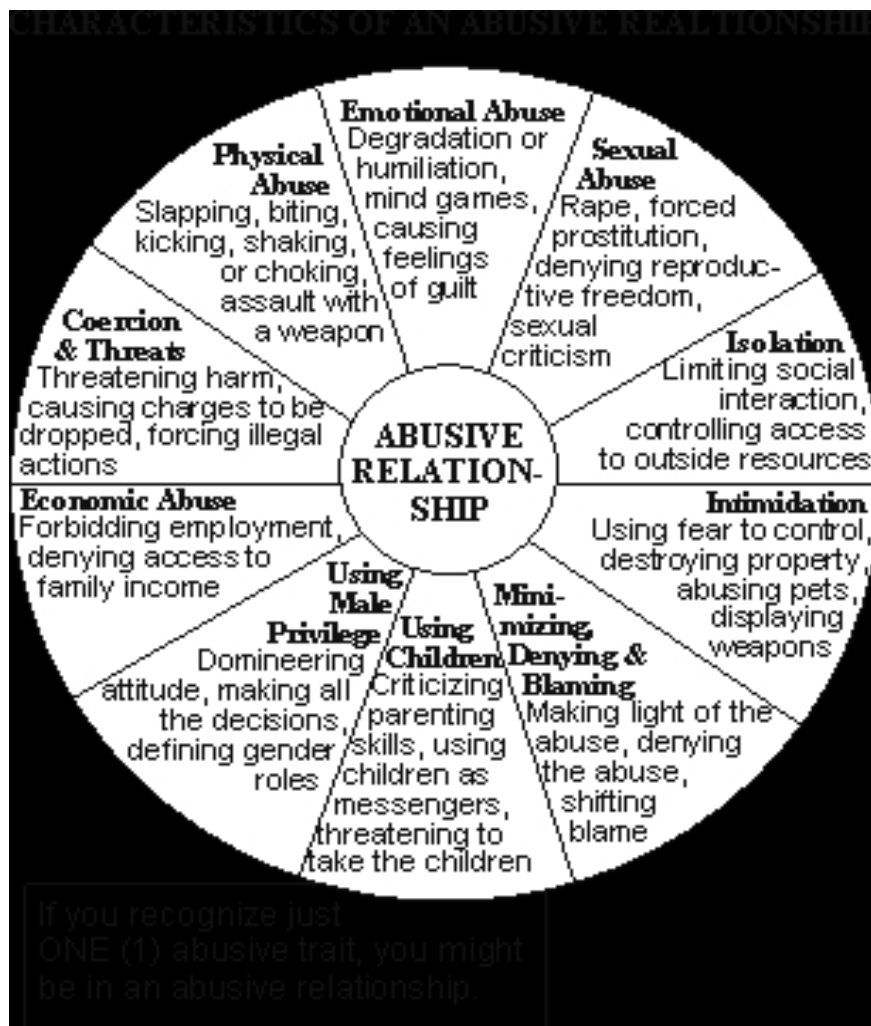 CHARACTERISTICS OF AN ABUSIVE REALTIONSHIP
Emotional Abuse
Degradation or
humiliation,
mind games,
causing
feelings
of guilt
Sexual
Abuse
Rape, forced
prostitution,
denying reproduc-
tive freedom,
sexual
criticism
Isolation
Limiting social
interaction,
controlling access
to outside resources
Intimidation
Using fear to control,
destroying property,
abusing pets,
displaying
weapons
Mini-
mizing,
Denying &
Blaming
Making light of the
abuse, denying
the abuse,
shifting
blame
Using
Children
Criticizing
parenting
skills, using
children as
messengers,
threatening to
take the children
Using
Male
Privilege
Domineering
attitude, making all
the decisions,
defining gender
roles
Economic Abuse
Forbidding employment,
denying access to
family income
Coercion
& Threats
Threatening harm,
causing charges to be
dropped, forcing illegal
actions
Physical
Abuse
Slapping, biting,
kicking, shaking,
or choking,
assault with
a weapon
ABUSIVE
RELATION-
SHIP
If you recognize just
ONE (1) abusive trait, you might
be in an abusive relationship.